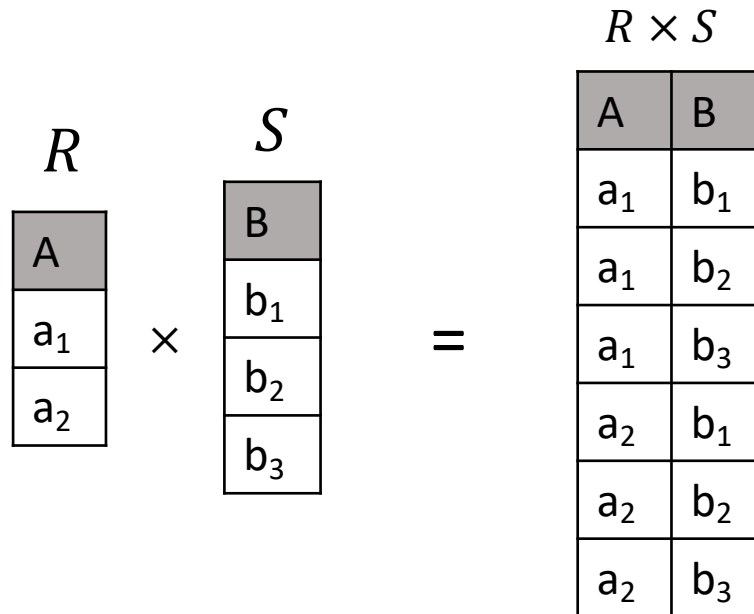 R
A
a₁
a₂
×
S
B
b₁
b₂
b₃
=
R × S
A B
a₁ b₁
a₁ b₂
a₁ b₃
a₂ b₁
a₂ b₂
a₂ b₃